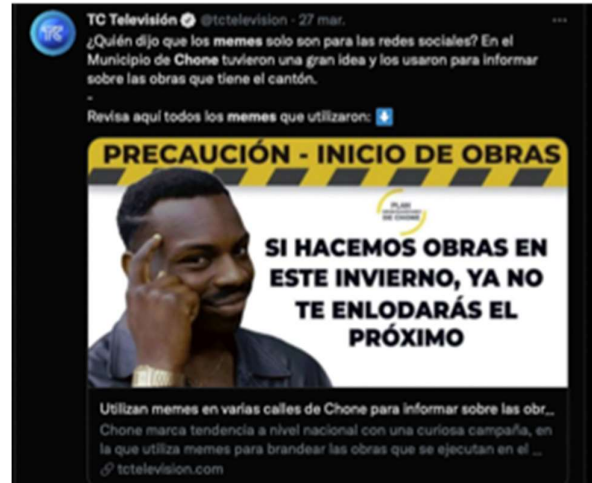 TC Televisión @tctelevision · 27 mar.
¿Quién dijo que los memes solo son para las redes sociales? En el
Municipio de Chone tuvieron una gran idea y los usaron para informar
sobre las obras que tiene el cantón.
-
Revisa aquí todos los memes que utilizaron:
PRECAUCIÓN - INICIO DE OBRAS
PLAN
DE CHONE
SI HACEMOS OBRAS EN
ESTE INVIERNO, YA NO
TE ENLODARÁS EL
PRÓXIMO
Utilizan memes en varias calles de Chone para informar sobre las obr...
Chone marca tendencia a nivel nacional con una curiosa campaña, en
la que utiliza memes para brandear las obras que se ejecutan en el ...
tctelevision.com